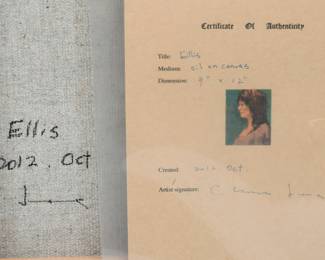 Ellis
2012. Oct
Certificate Of Authenticity
Title: Ellis
Medium: oil on canvas
Dimension: 9" x 12"
Created: 2012 Oct.
Artist signature: